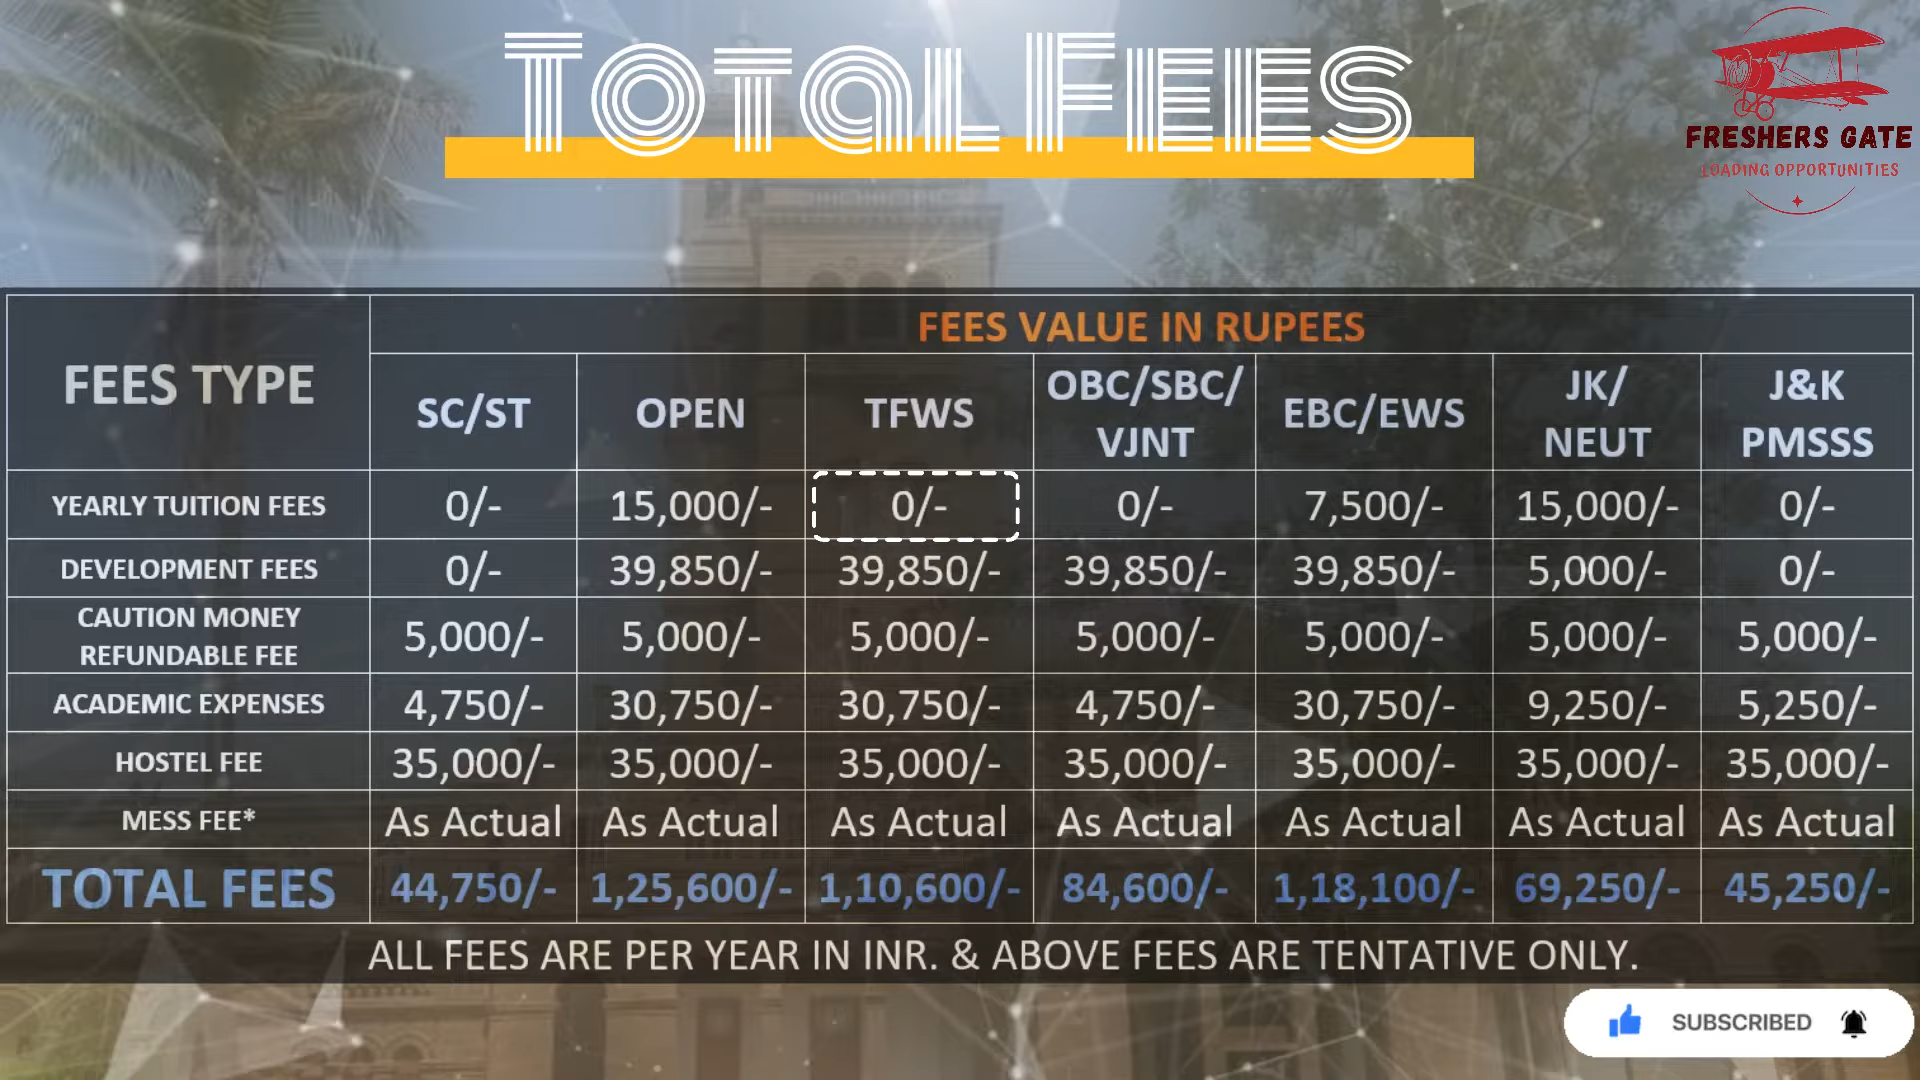 TOTAL FEES
FRESHERS GATE
LOADING OPPORTUNITIES
FEES TYPE
FEES VALUE IN RUPEES
SC/ST OPEN TFWS OBC/SBC/ EBC/EWS JK/ J&K
VJNT NEUT PMSSS
YEARLY TUITION FEES 0/- 15,000/- 0/- 0/- 7,500/- 15,000/- 0/-
DEVELOPMENT FEES 0/- 39,850/- 39,850/- 39,850/- 39,850/- 5,000/- 0/-
CAUTION MONEY
REFUNDABLE FEE 5,000/- 5,000/- 5,000/- 5,000/- 5,000/- 5,000/- 5,000/-
ACADEMIC EXPENSES 4,750/- 30,750/- 30,750/- 4,750/- 30,750/- 9,250/- 5,250/-
HOSTEL FEE 35,000/- 35,000/- 35,000/- 35,000/- 35,000/- 35,000/- 35,000/-
MESS FEE* As Actual As Actual As Actual As Actual As Actual As Actual As Actual
TOTAL FEES 44,750/- 1,25,600/- 1,10,600/- 84,600/- 1,18,100/- 69,250/- 45,250/-
ALL FEES ARE PER YEAR IN INR. & ABOVE FEES ARE TENTATIVE ONLY.
SUBSCRIBED